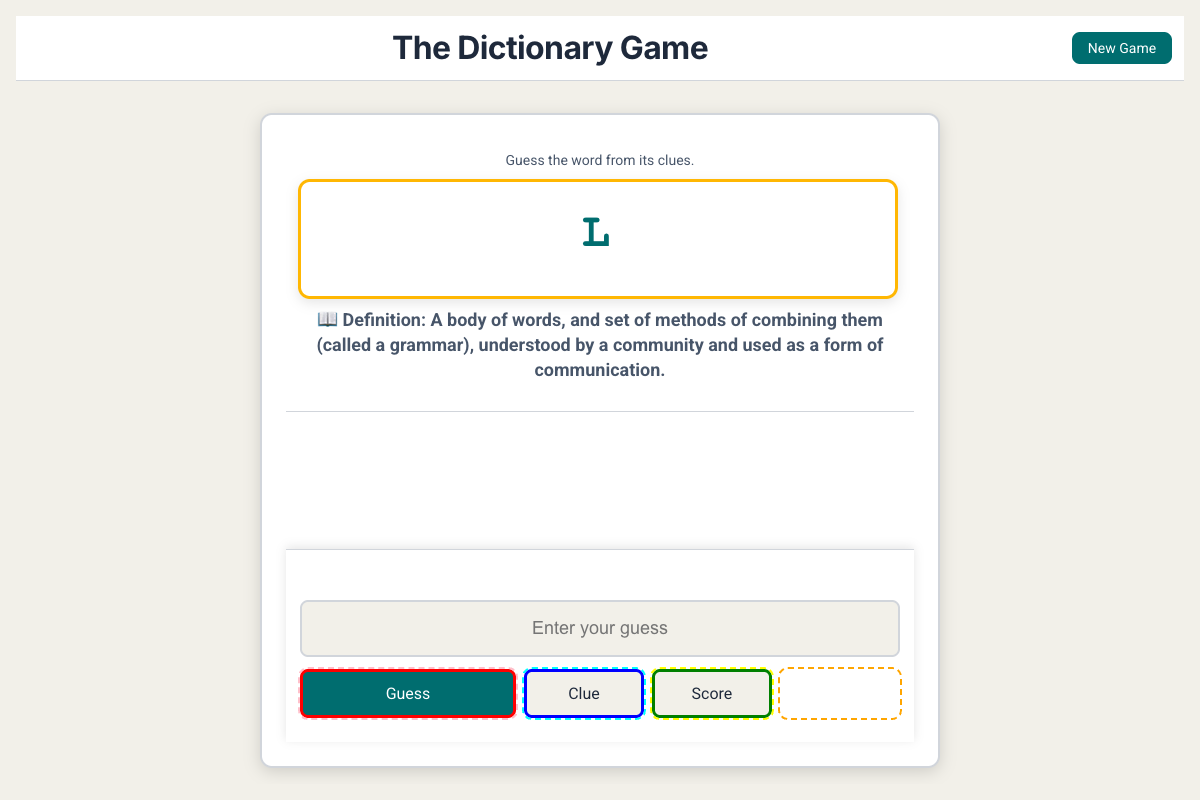 The Dictionary Game
New Game
Guess the word from its clues.
L
📖 Definition: A body of words, and set of methods of combining them
(called a grammar), understood by a community and used as a form of
communication.
Enter your guess
Guess
Clue
Score